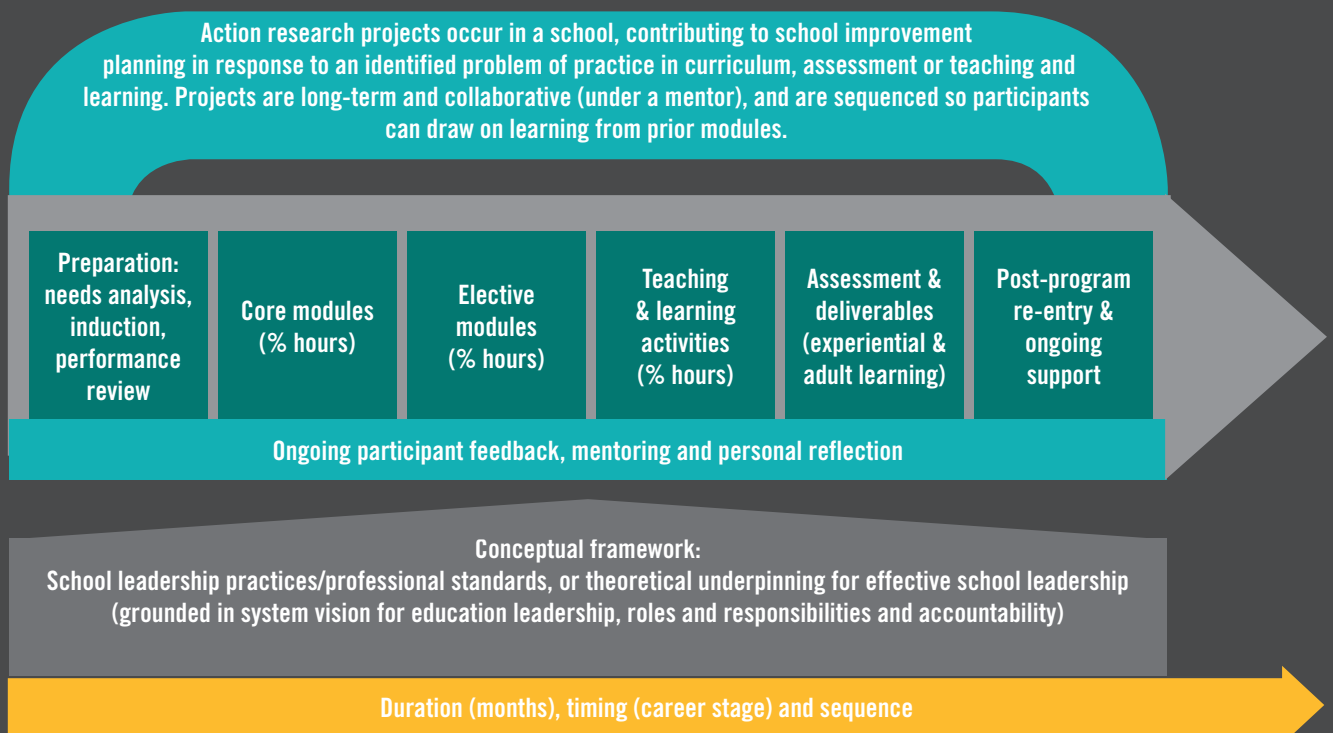 Action research projects occur in a school, contributing to school improvement
planning in response to an identified problem of practice in curriculum, assessment or teaching and
learning. Projects are long-term and collaborative (under a mentor), and are sequenced so participants
can draw on learning from prior modules.
Preparation:
needs analysis,
induction,
performance
review
Core modules
(% hours)
Elective
modules
(% hours)
Teaching
& learning
activities
(% hours)
Assessment &
deliverables
(experiential &
adult learning)
Post-program
re-entry &
ongoing
support
Ongoing participant feedback, mentoring and personal reflection
Conceptual framework:
School leadership practices/professional standards, or theoretical underpinning for effective school leadership
(grounded in system vision for education leadership, roles and responsibilities and accountability)
Duration (months), timing (career stage) and sequence